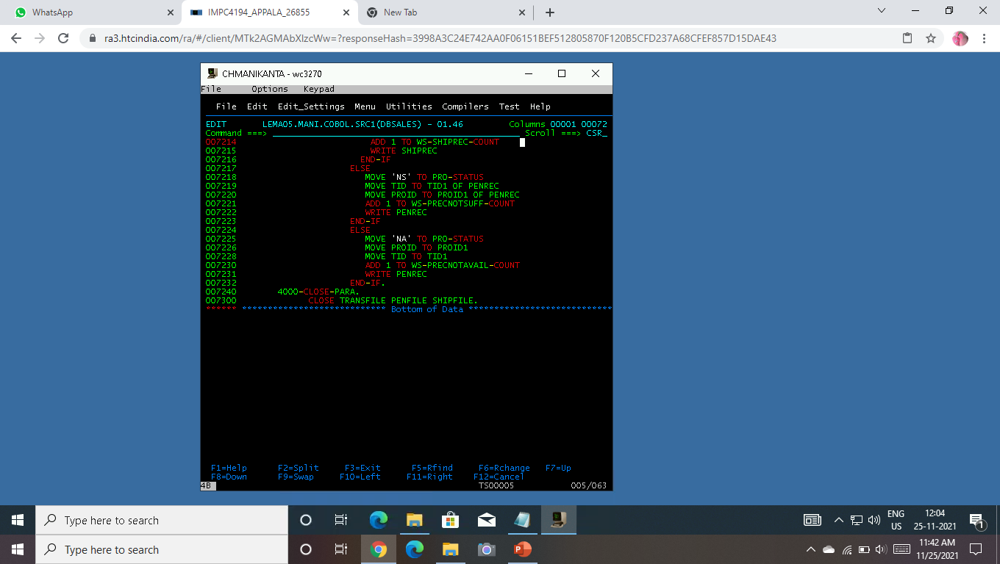 WhatsApp
IMPC4194_APPALA_26855
New Tab
ra3.htcindia.com/ra/#/client/MTk2AGMAbXlzcWw=?responseHash=3998A3C24E742AA0F06151BEF512805870F120B5CFD237A68CFEF857D15DAE43
CHMANIKANTA - wc3270
File Options Keypad
File Edit Edit_Settings Menu Utilities Compilers Test Help
EDIT LEMA05.MANI.COBOL.SRC1(DBSALES) - 01.46 Columns 00001 00072
Command ===> Scroll ===> CSR_
007214 ADD 1 TO WS-SHIPREC-COUNT
007215 WRITE SHIPREC
007216 END-IF
007217 ELSE
007218 MOVE 'NS' TO PRO-STATUS
007219 MOVE TID TO TID1 OF PENREC
007220 MOVE PROID TO PROID1 OF PENREC
007221 ADD 1 TO WS-PRECNOTSUFF-COUNT
007222 WRITE PENREC
007223 END-IF
007224 ELSE
007225 MOVE 'NA' TO PRO-STATUS
007226 MOVE PROID TO PROID1
007228 MOVE TID TO TID1
007230 ADD 1 TO WS-PRECNOTAVAIL-COUNT
007231 WRITE PENREC
007232 END-IF.
007240 4000-CLOSE-PARA.
007300 CLOSE TRANSFILE PENFILE SHIPFILE.
****** **************************** Bottom of Data ****************************
F1=Help F2=Split F3=Exit F5=Rfind F6=Rchange F7=Up
F8=Down F9=Swap F10=Left F11=Right F12=Cancel
4B TS00005 005/063
Type here to search
ENG
US
12:04
25-11-2021
1
Type here to search
11:42 AM
11/25/2021